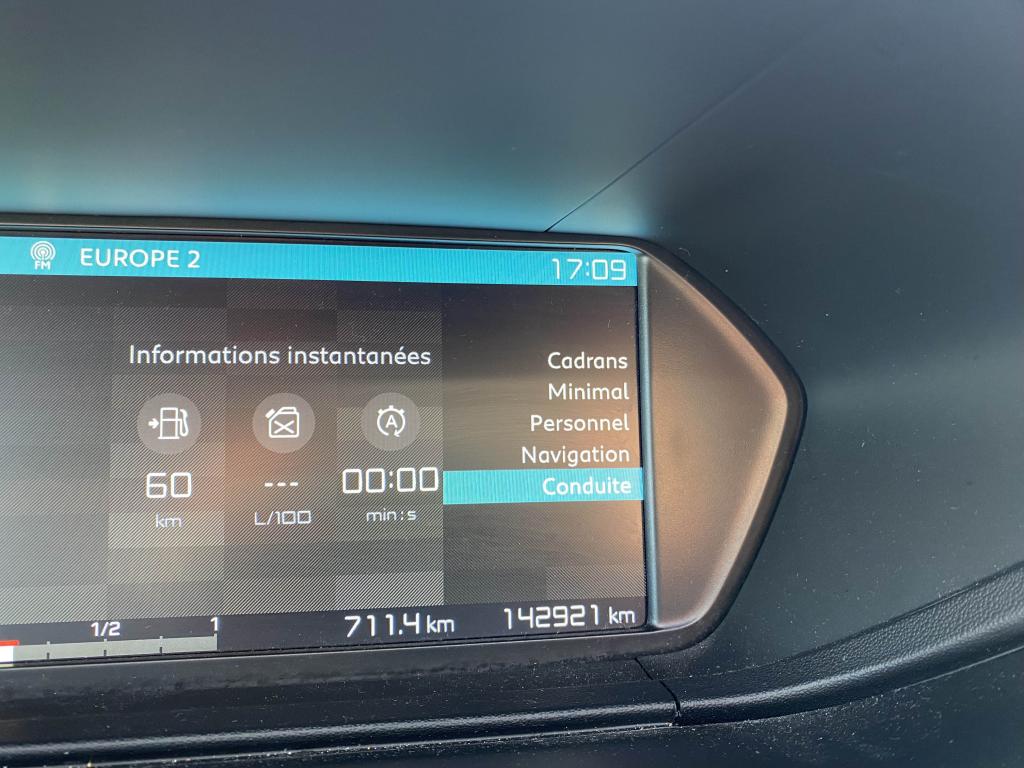 FM EUROPE 2 17:09
Informations instantanées
A
60 --- 00:00
km L/100 min:s
Cadrans
Minimal
Personnel
Navigation
Conduite
1/2 1
711.4 km 142921 km